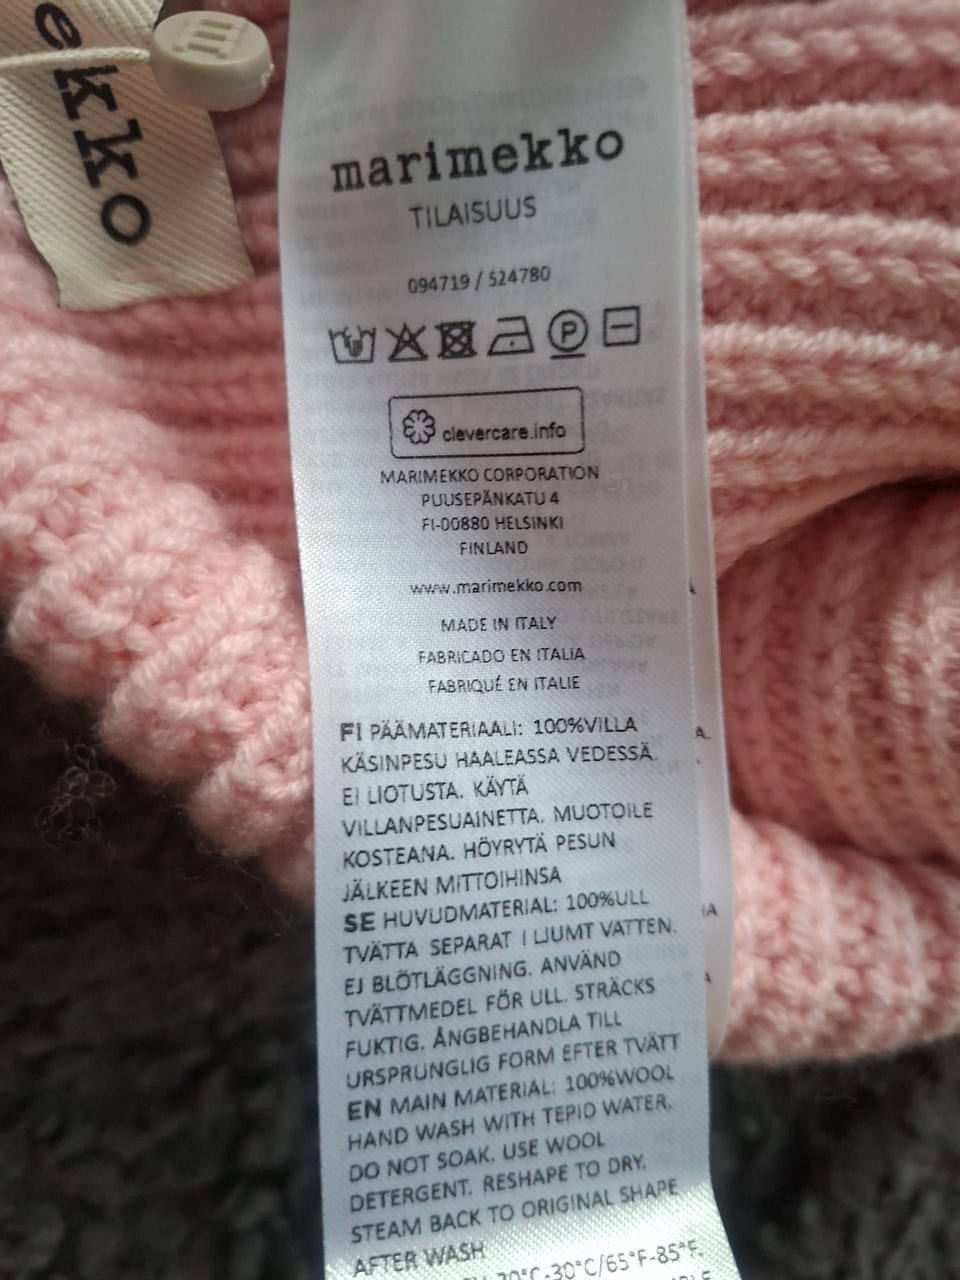 ekko
m
marimekko
TILAISUUS
094719 / 524780
P
clevercare.info
MARIMEKKO CORPORATION
PUUSEPÄNKATU 4
FI-00880 HELSINKI
FINLAND
www.marimekko.com
MADE IN ITALY
FABRICADO EN ITALIA
FABRIQUÉ EN ITALIE
FI PÄÄMATERIAALI: 100%VILLA
KÄSINPESU HAALEASSA VEDESSÄ.
EI LIOTUSTA. KÄYTÄ
VILLANPESUAINETTA. MUOTOILE
KOSTEANA. HÖYRYTÄ PESUN
JÄLKEEN MITTOIHINSA
SE HUVUDMATERIAL: 100%ULL
TVÄTTA SEPARAT I LJUMT VATTEN.
EJ BLÖTLÄGGNING. ANVÄND
TVÄTTMEDEL FÖR ULL. STRÄCKS
FUKTIG. ÅNGBEHANDLA TILL
URSPRUNGLIG FORM EFTER TVÄTT
EN MAIN MATERIAL: 100%WOOL
HAND WASH WITH TEPID WATER.
DO NOT SOAK. USE WOOL
DETERGENT. RESHAPE TO DRY.
STEAM BACK TO ORIGINAL SHAPE
AFTER WASH
-30°C/65°F-85°F.